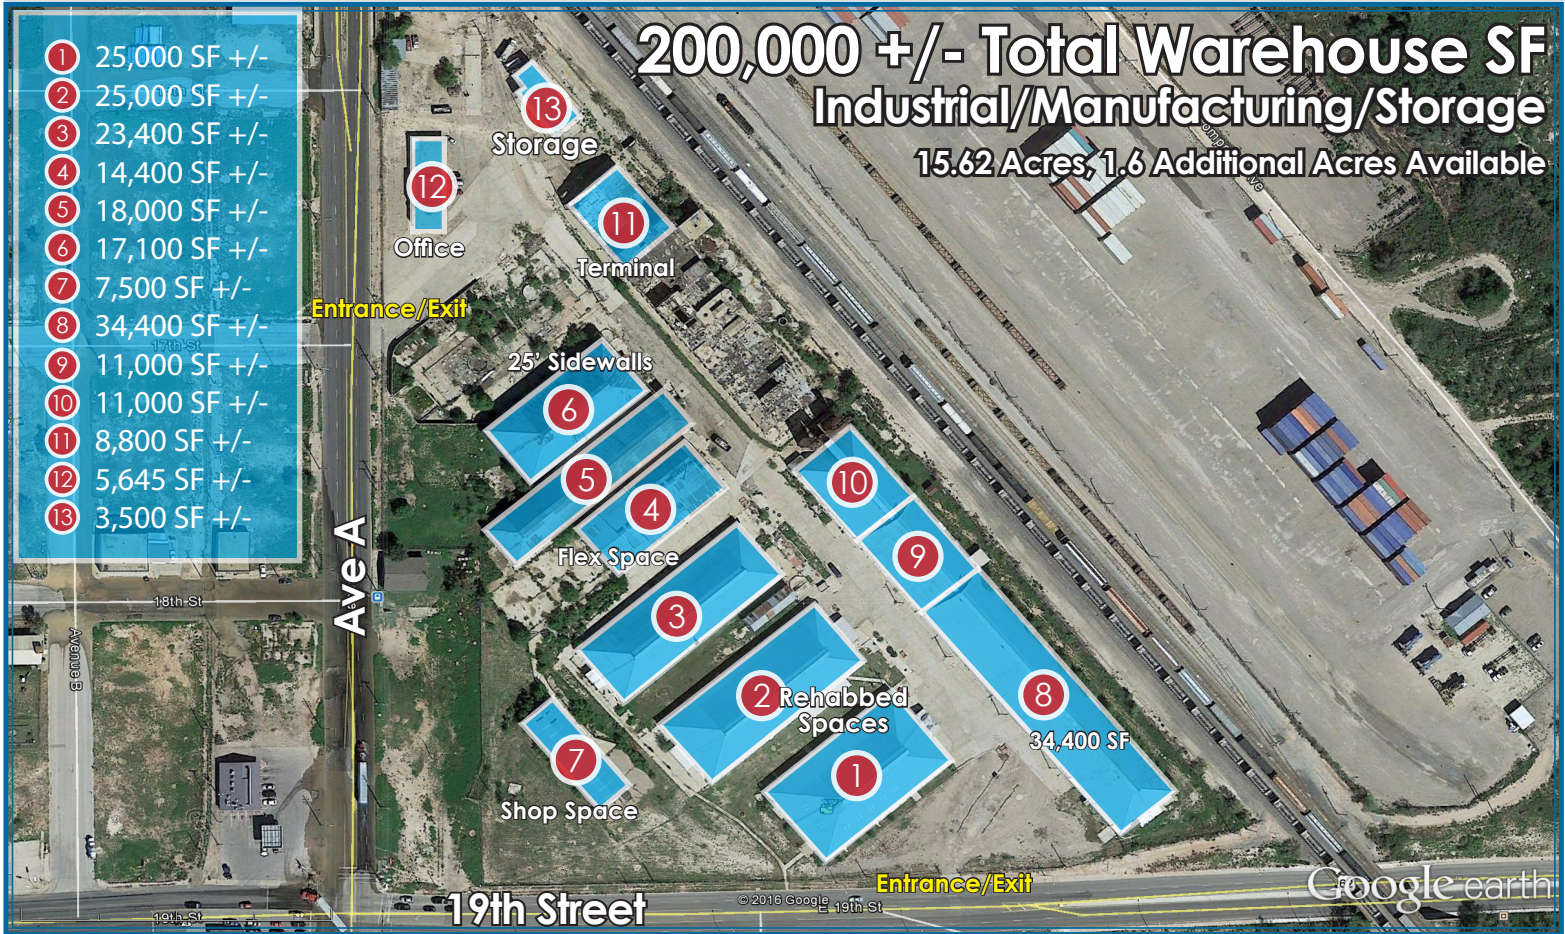 200,000 +/- Total Warehouse SF
Industrial/Manufacturing/Storage
15.62 Acres, 1.6 Additional Acres Available
1 25,000 SF +/-
2 25,000 SF +/-
3 23,400 SF +/-
4 14,400 SF +/-
5 18,000 SF +/-
6 17,100 SF +/-
7 7,500 SF +/-
8 34,400 SF +/-
9 11,000 SF +/-
10 11,000 SF +/-
11 8,800 SF +/-
12 5,645 SF +/-
13 3,500 SF +/-
17th St
13
Storage
12
Office
11
Terminal
Entrance/Exit
25' Sidewalls
6
5
4
Flex Space
10
9
3
8
34,400 SF
2
Rehabbed
Spaces
1
7
Shop Space
Ave A
18th St
Avenue B
Entrance/Exit
19th Street
19th St
E 19th St
© 2016 Google
Google earth